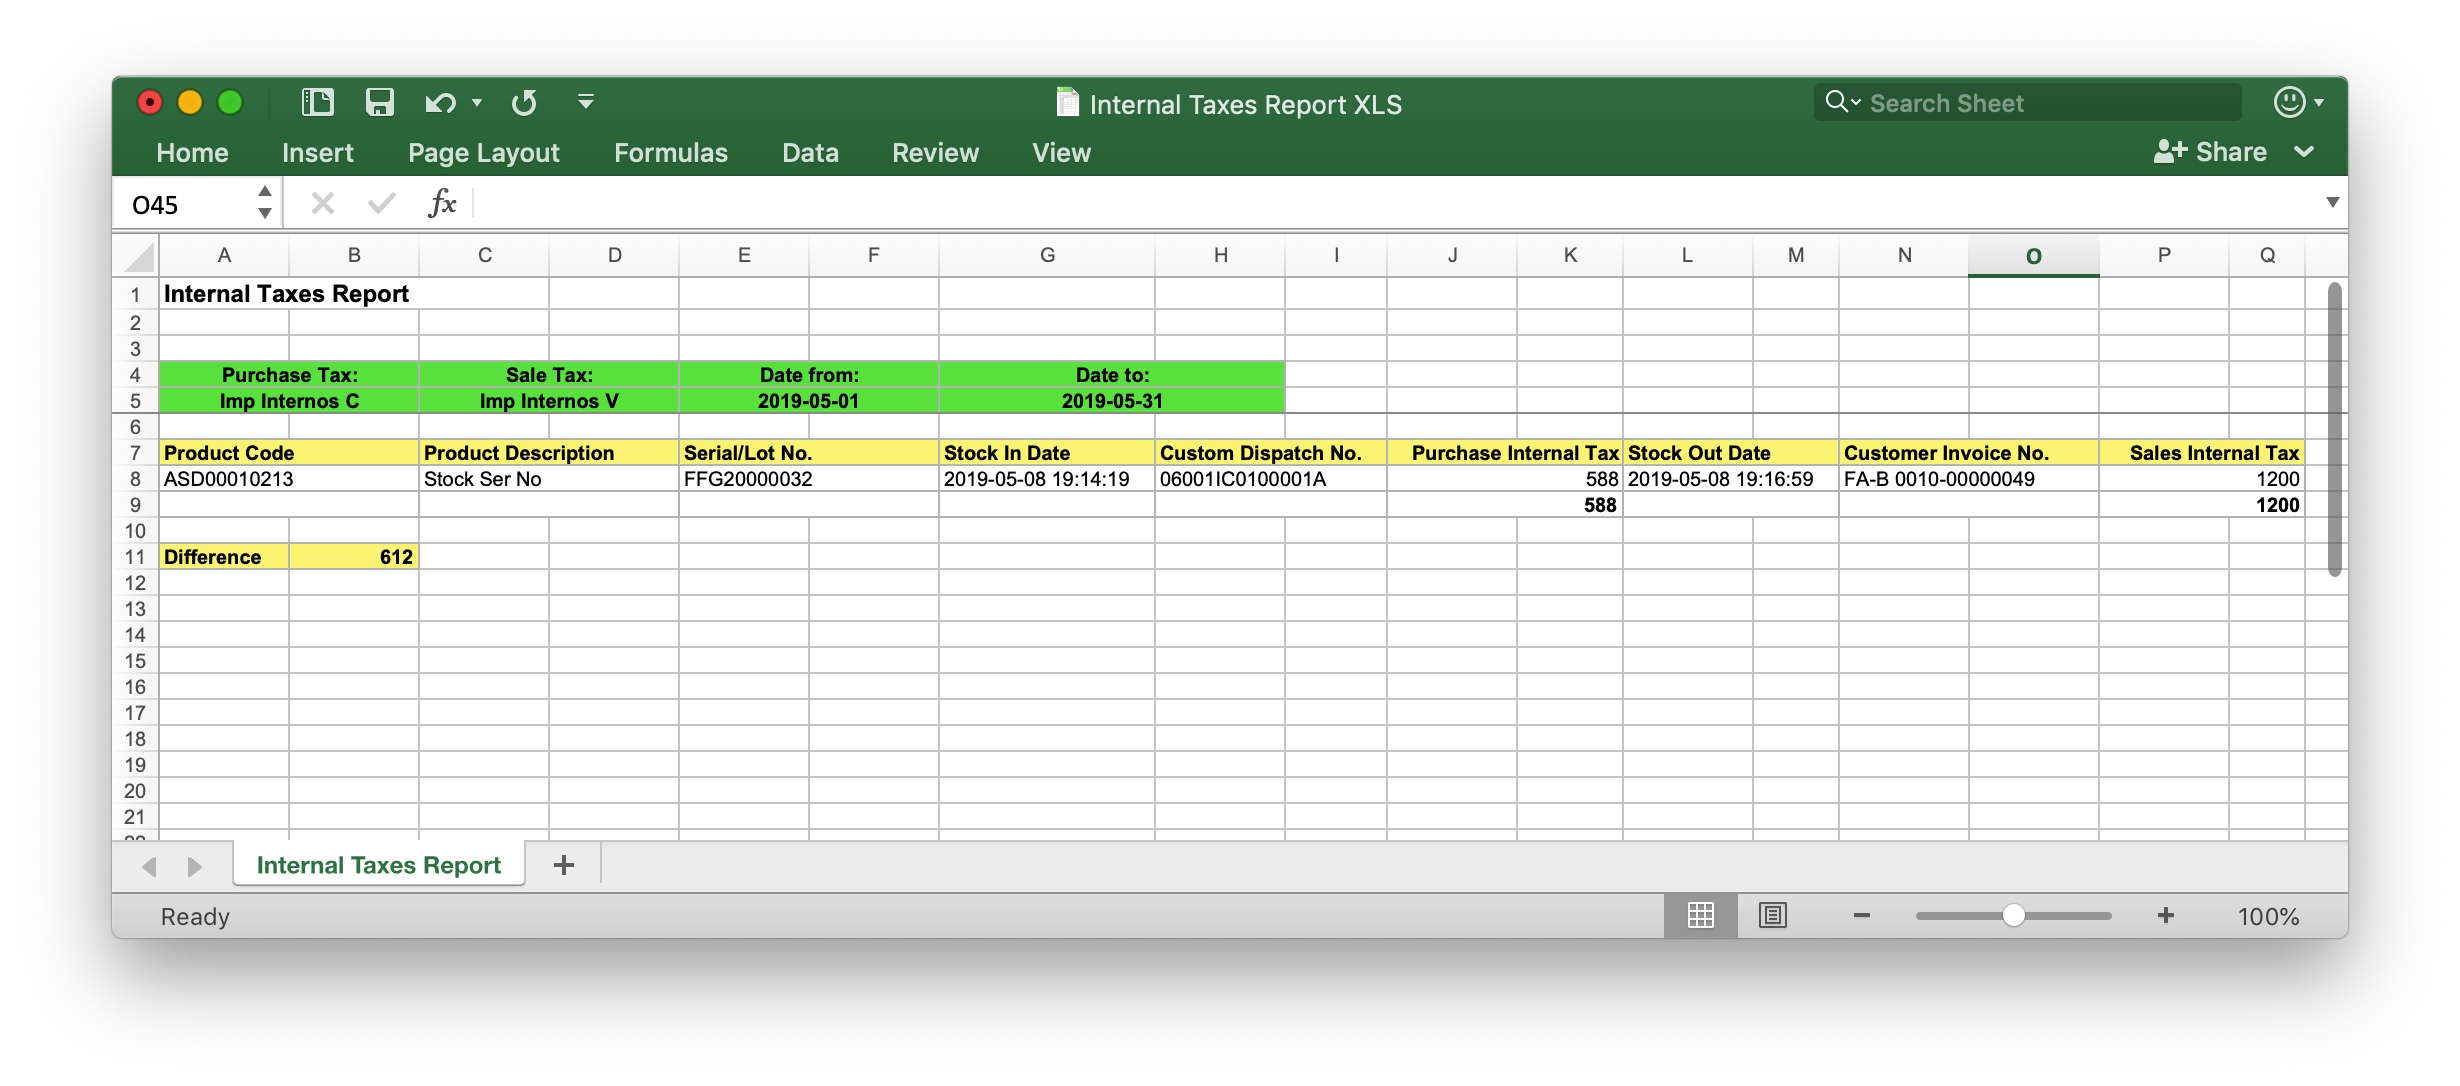 Internal Taxes Report XLS
Search Sheet
Home Insert Page Layout Formulas Data Review View
Share
O45 fx
A B C D E F G H I J K L M N O P Q
1 Internal Taxes Report
2
3
4 Purchase Tax: Sale Tax: Date from: Date to:
5 Imp Internos C Imp Internos V 2019-05-01 2019-05-31
6
7 Product Code Product Description Serial/Lot No. Stock In Date Custom Dispatch No. Purchase Internal Tax Stock Out Date Customer Invoice No. Sales Internal Tax
8 ASD00010213 Stock Ser No FFG20000032 2019-05-08 19:14:19 06001IC0100001A 588 2019-05-08 19:16:59 FA-B 0010-00000049 1200
9 588 1200
10
11 Difference 612
12
13
14
15
16
17
18
19
20
21
Internal Taxes Report
Ready
100%